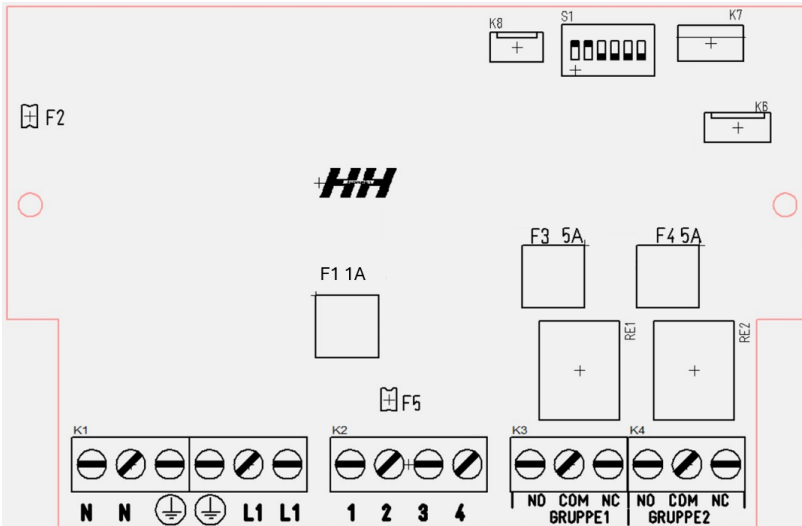 K8
S1
K7
K6
F2
HH
F3 5A
F4 5A
F1 1A
RE1
RE2
F5
K1
K2
K3
K4
N N L1 L1
1 2 3 4
NO COM NC NO COM NC
GRUPPE1 GRUPPE2